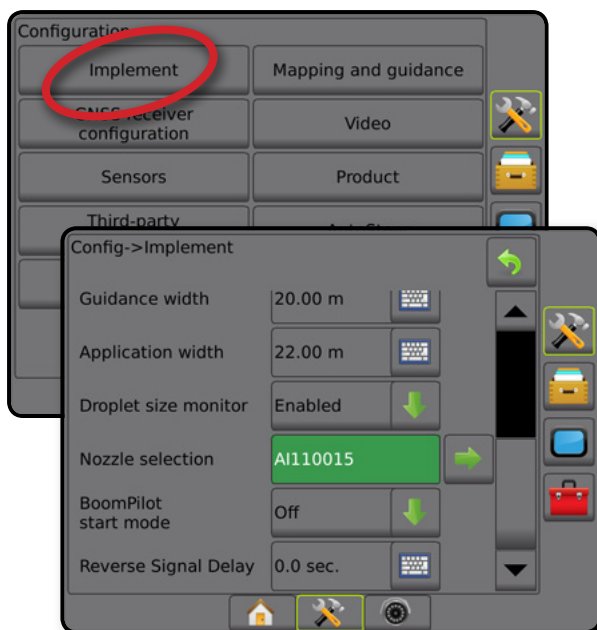 Configuration
Implement
Mapping and guidance
GNSS receiver
configuration
Video
Sensors
Product
Third-party
Config->Implement
Guidance width
20.00 m
Application width
22.00 m
Droplet size monitor
Enabled
Nozzle selection
AI110015
BoomPilot
start mode
Off
Reverse Signal Delay
0.0 sec.